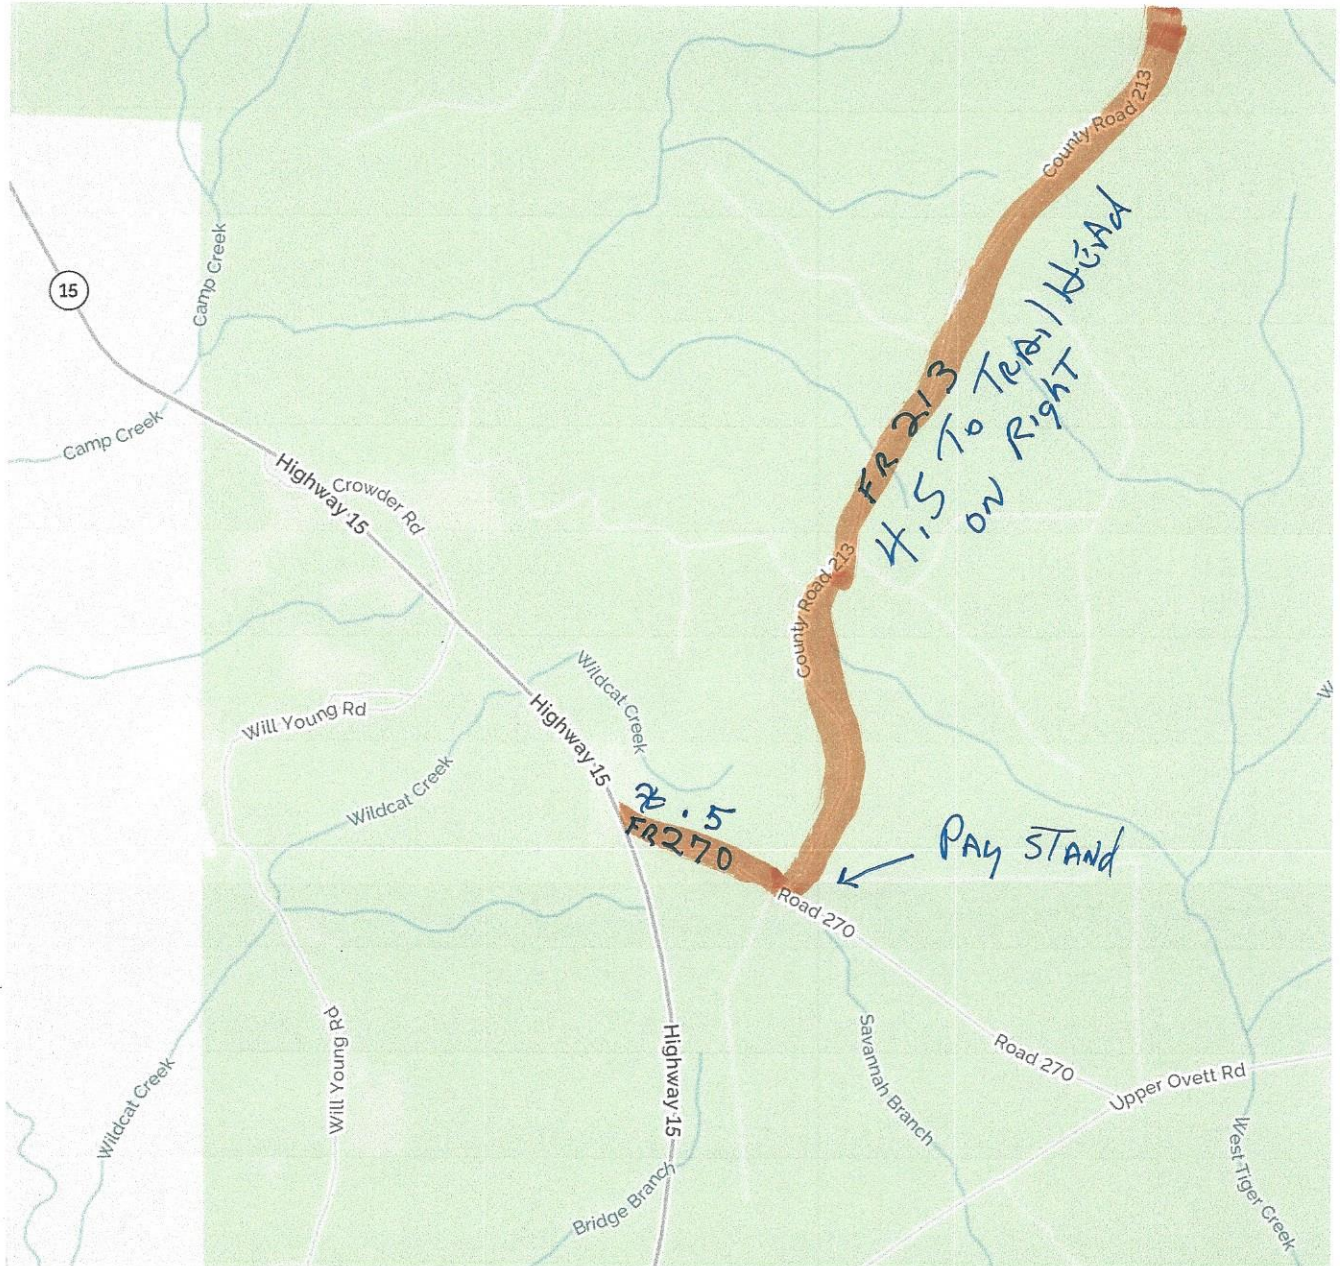 County Road 213
Camp Creek
15
FR 213
4.5 To TRAil HEAd
ON RighT
Camp Creek
Highway 15
Crowder Rd
County Road 213
Wildcat Creek
Will Young Rd
Highway 15
W
Wildcat Creek
.5
FR270
PAy STANd
Road 270
Will Young Rd
Highway 15
Savannah Branch
Road 270
Upper Ovett Rd
Wildcat Creek
Bridge Branch
West Tiger Creek